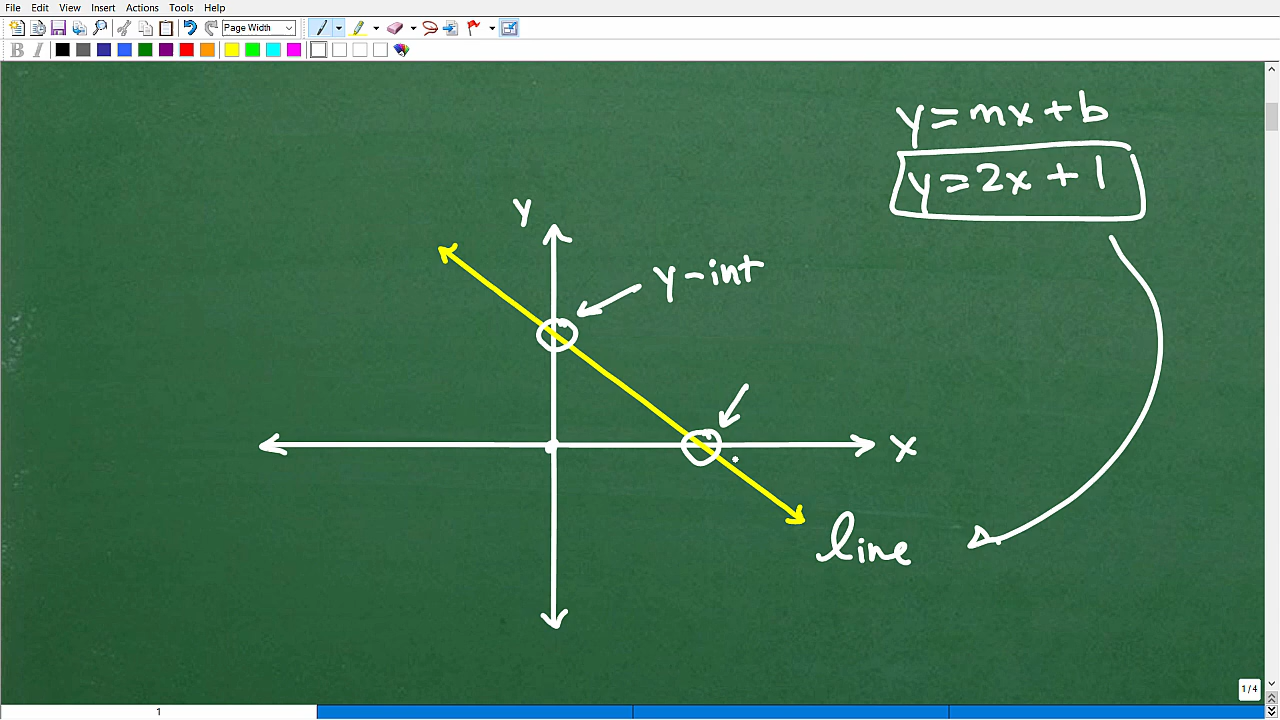 File Edit View Insert Actions Tools Help
Page Width
B I
y=mx+b
y=2x+1
y
y-int
x
line
1/4
1